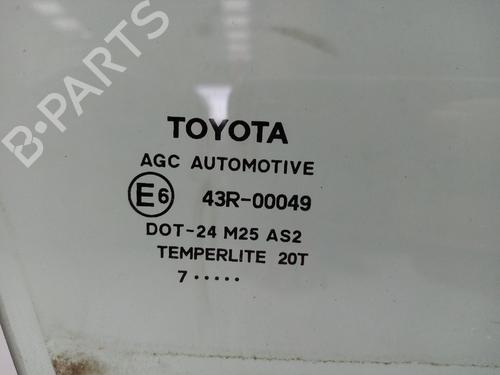 B-PARTS
TOYOTA
AGC AUTOMOTIVE
E6 43R-00049
DOT-24 M25 AS2
TEMPERLITE 20T
7 •••••